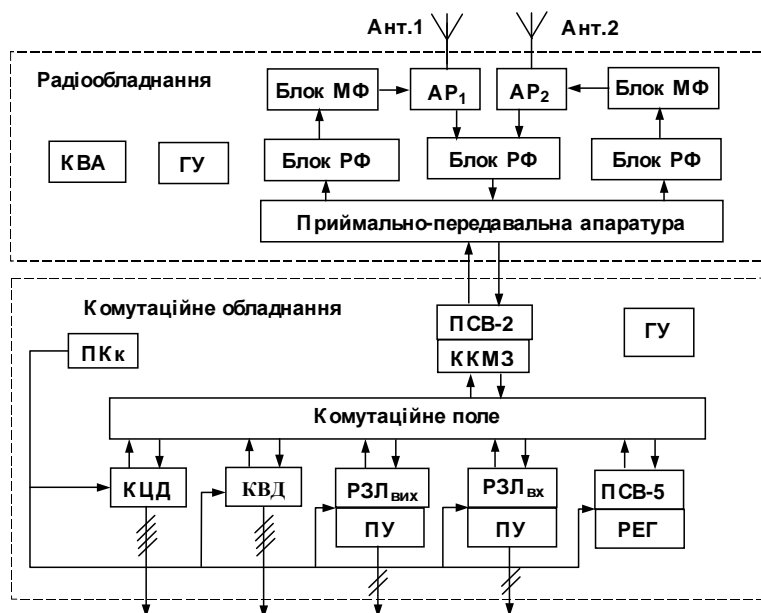 Ант.1
Ант.2
Радіообладнання
Блок МФ
АР1
АР2
Блок МФ
КВА
ГУ
Блок РФ
Блок РФ
Блок РФ
Приймально-передавальна апаратура
Комутаційне обладнання
ПКк
ПСВ-2
ККМЗ
ГУ
Комутаційне поле
КЦД
КВД
РЗЛвих
ПУ
РЗЛвх
ПУ
ПСВ-5
РЕГ